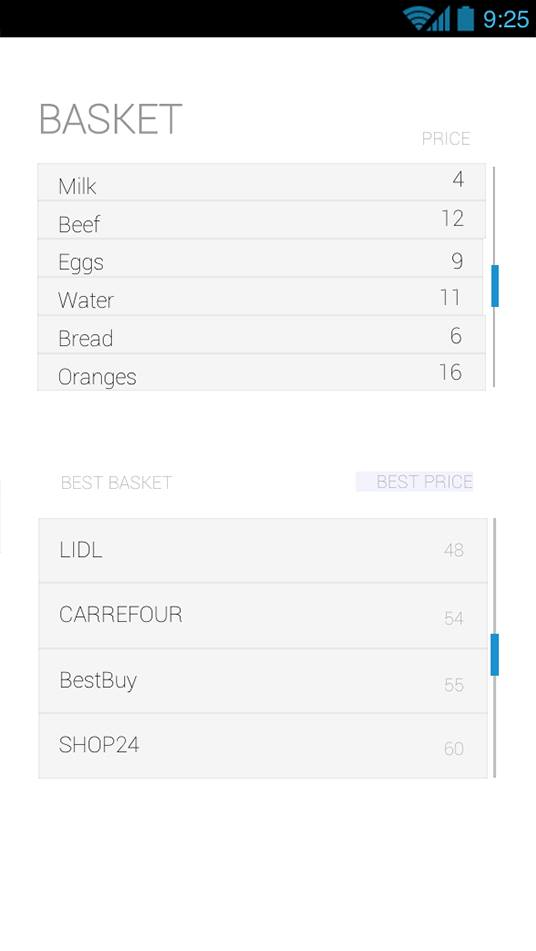 9:25
BASKET
PRICE
Milk 4
Beef 12
Eggs 9
Water 11
Bread 6
Oranges 16
BEST BASKET BEST PRICE
LIDL 48
CARREFOUR 54
BestBuy 55
SHOP24 60